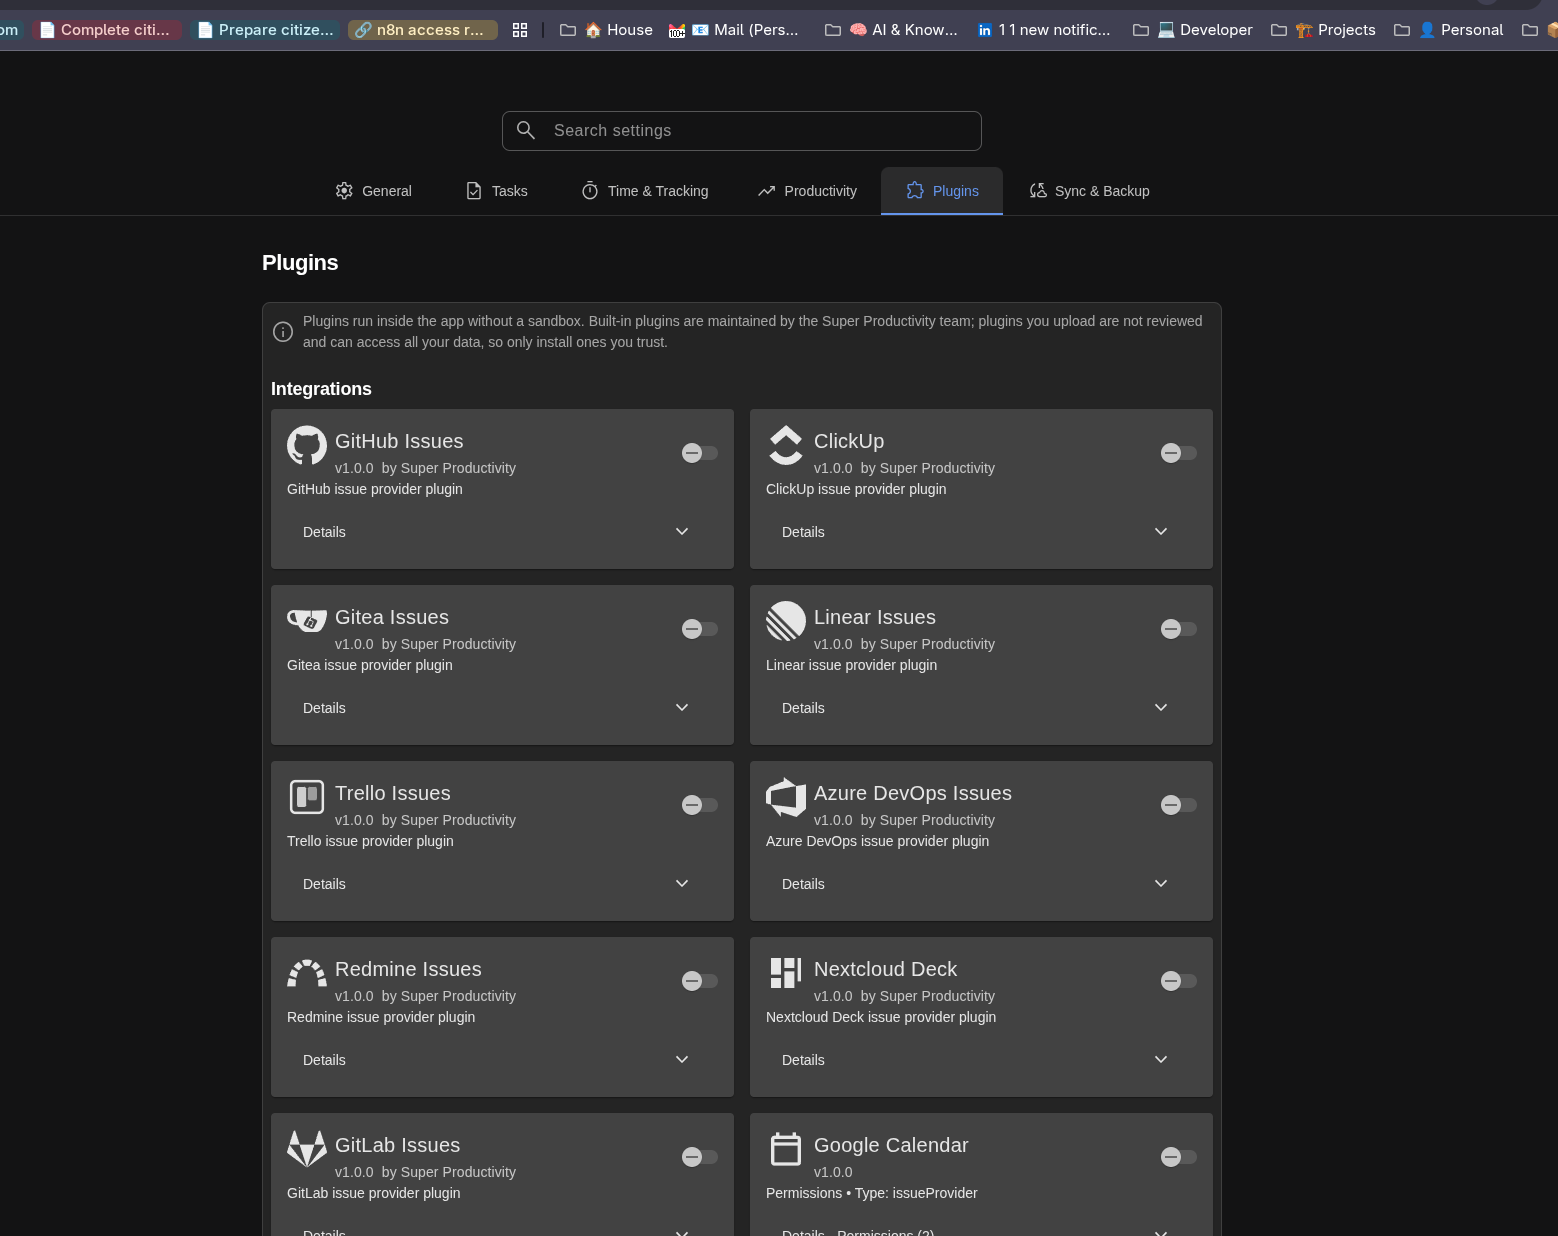 om
Complete citi...
Prepare citize...
n8n access r...
House
100+
Mail (Pers...
AI & Know...
in
1 1 new notific...
Developer
Projects
Personal
Search settings
General
Tasks
Time & Tracking
Productivity
Plugins
Sync & Backup
Plugins
Plugins run inside the app without a sandbox. Built-in plugins are maintained by the Super Productivity team; plugins you upload are not reviewed
and can access all your data, so only install ones you trust.
Integrations
GitHub Issues
v1.0.0 by Super Productivity
GitHub issue provider plugin
Details
ClickUp
v1.0.0 by Super Productivity
ClickUp issue provider plugin
Details
Gitea Issues
v1.0.0 by Super Productivity
Gitea issue provider plugin
Details
Linear Issues
v1.0.0 by Super Productivity
Linear issue provider plugin
Details
Trello Issues
v1.0.0 by Super Productivity
Trello issue provider plugin
Details
Azure DevOps Issues
v1.0.0 by Super Productivity
Azure DevOps issue provider plugin
Details
Redmine Issues
v1.0.0 by Super Productivity
Redmine issue provider plugin
Details
Nextcloud Deck
v1.0.0 by Super Productivity
Nextcloud Deck issue provider plugin
Details
GitLab Issues
v1.0.0 by Super Productivity
GitLab issue provider plugin
Details
Google Calendar
v1.0.0
Permissions • Type: issueProvider
Details - Permissions (2)